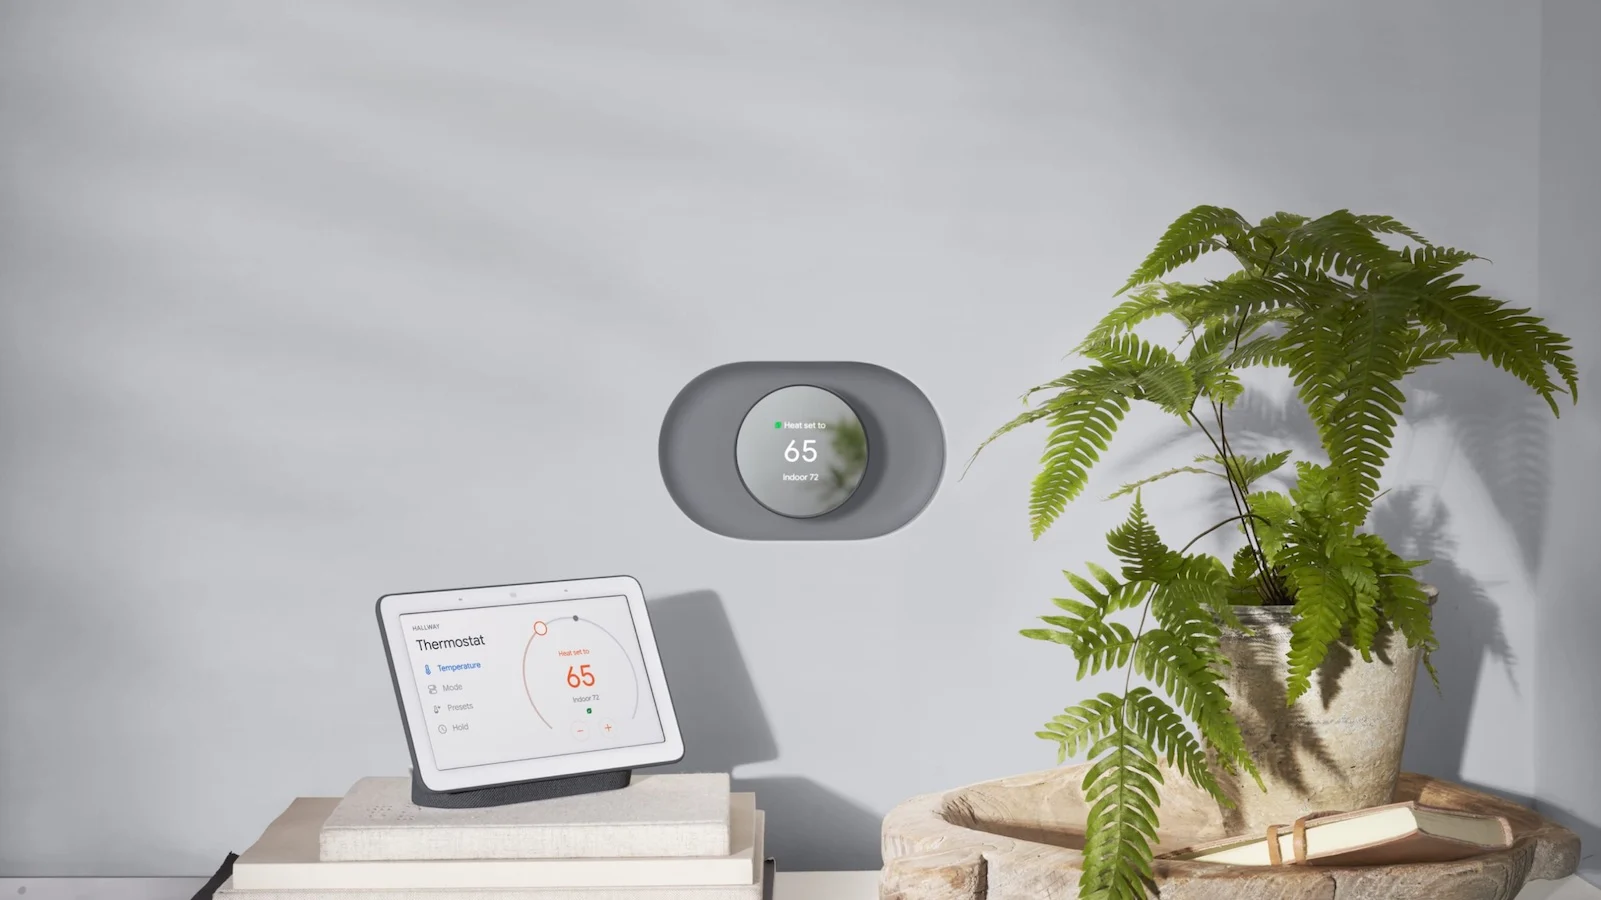 Heat set to
65
Indoor 72
HALLWAY
Thermostat
Temperature
Mode
Presets
Hold
Heat set to
65
Indoor 72
− +